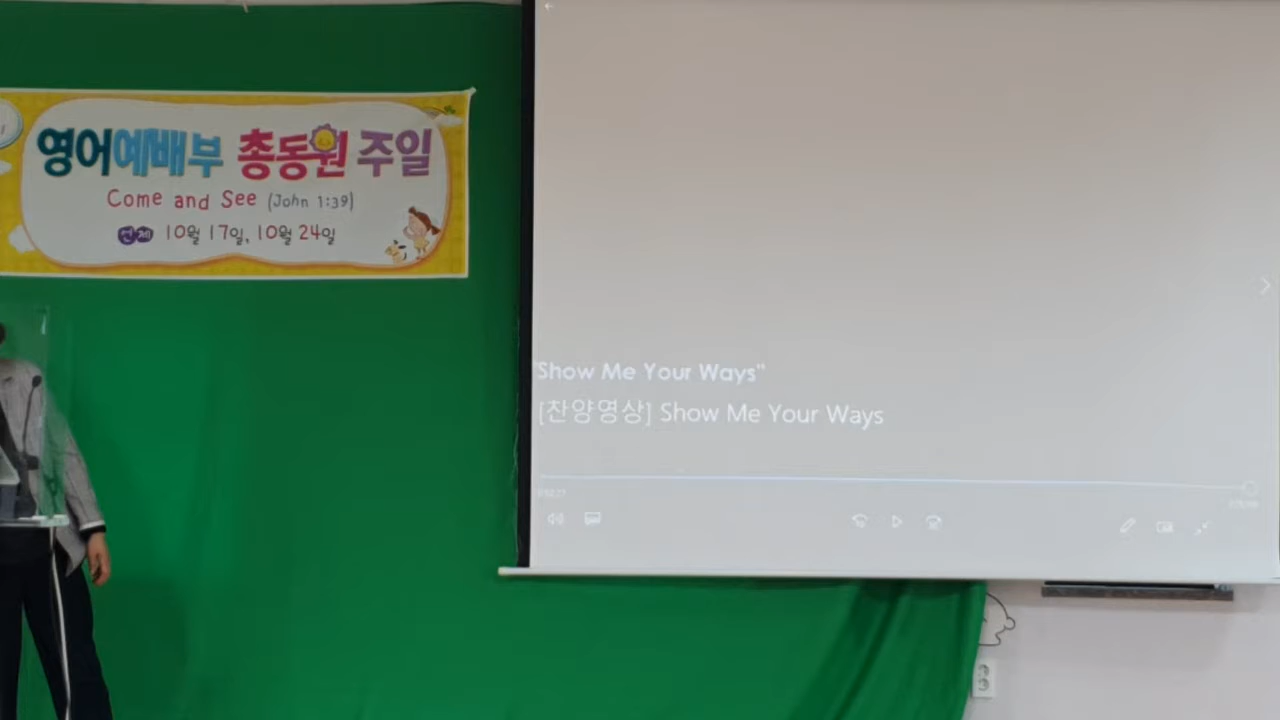 영어예배부 총동원 주일
Come and See (John 1:39)
언제 10월 17일, 10월 24일
Show Me Your Ways"
[찬양영상] Show Me Your Ways